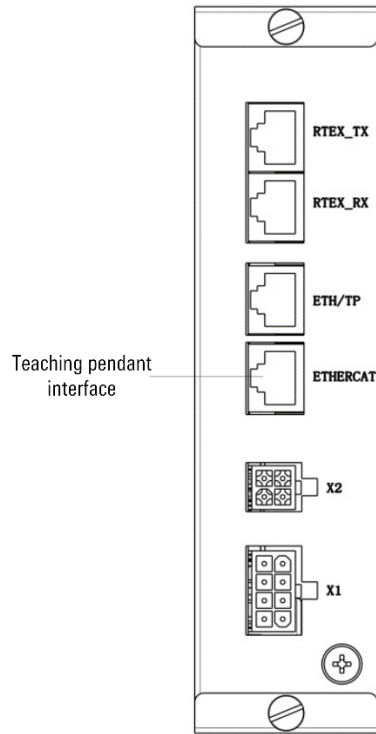 RTEX_TX
RTEX_RX
ETH/TP
Teaching pendant
interface
ETHERCAT
X2
X1